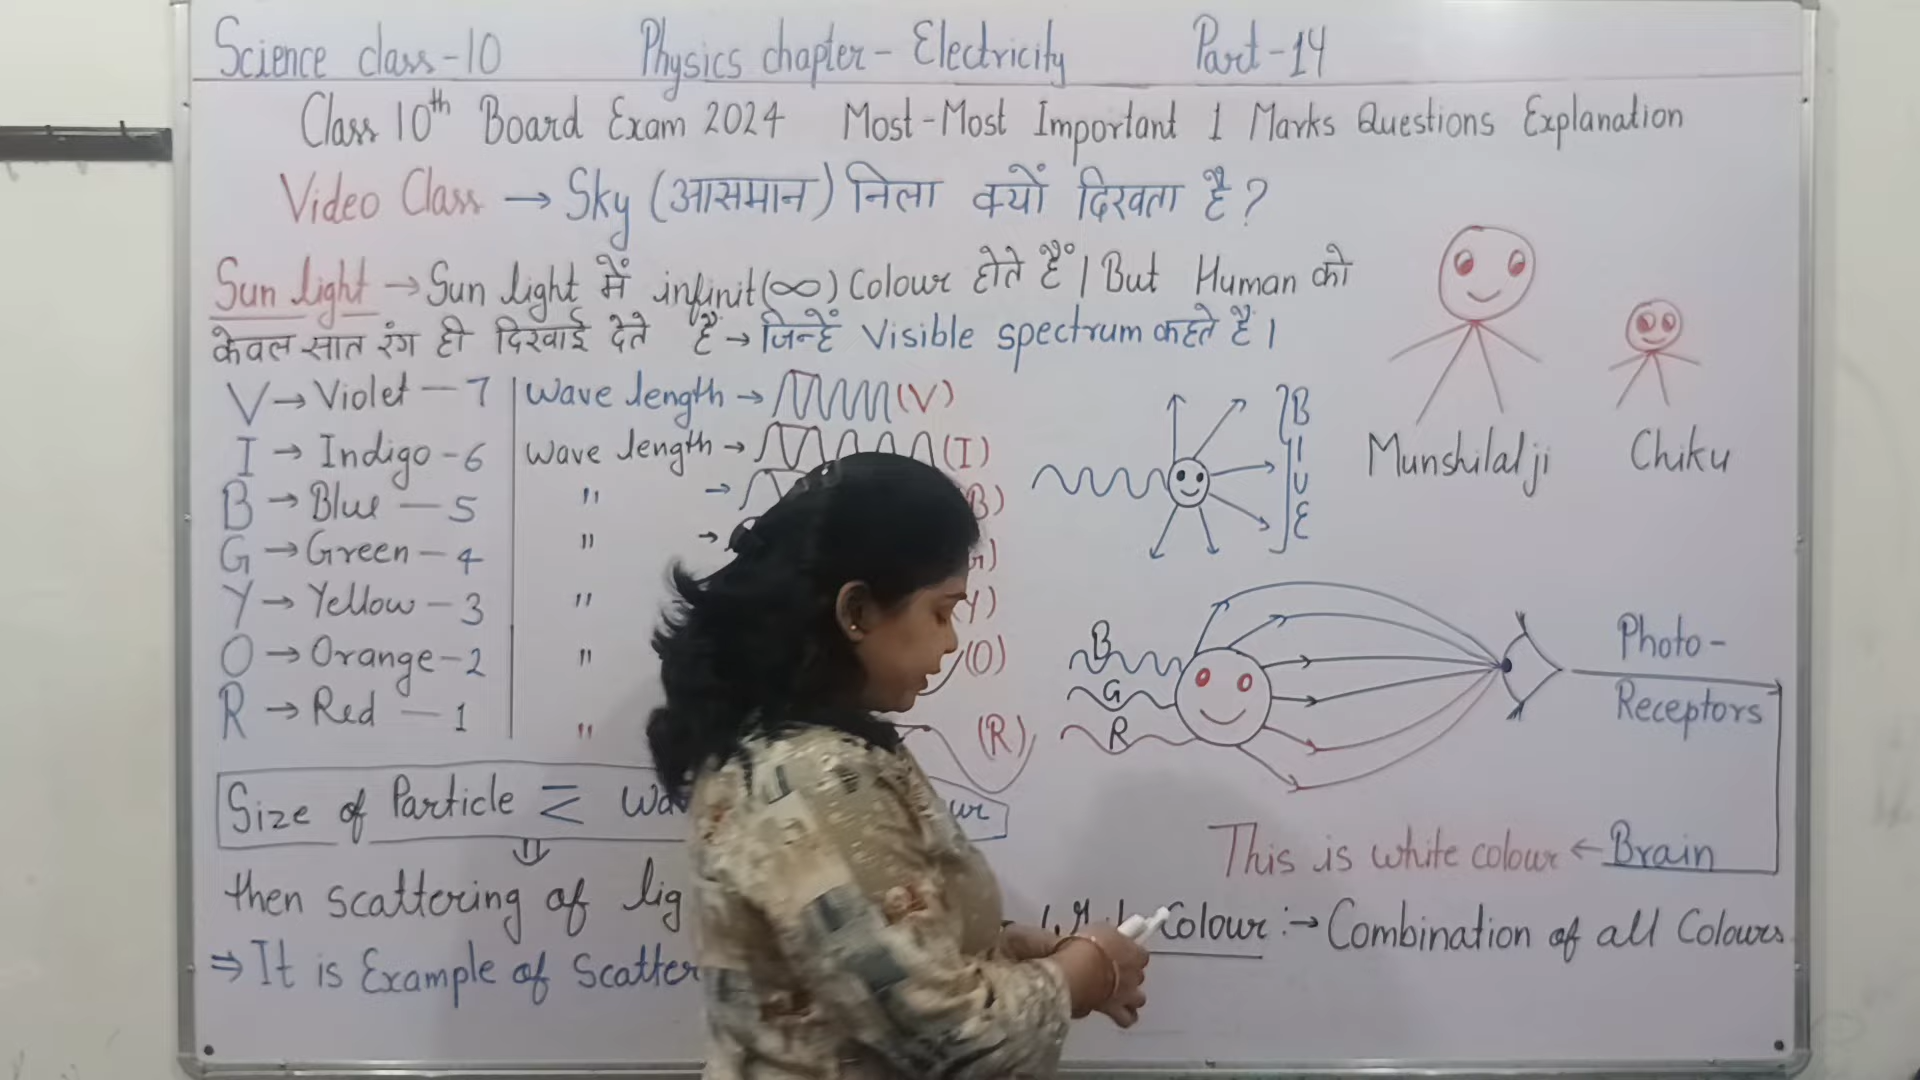 Science class-10 Physics chapter- Electricity Part-14
Class 10th Board Exam 2024 Most-Most Important 1 Marks Questions Explanation
Video Class → Sky (आसमान) निला क्यों दिखता है?
Sun light → Sun light में infinit(∞) Colour होते हैं। But Human को
केवल सात रंग ही दिखाई देते हैं → जिन्हें Visible spectrum कहते हैं।
Munshilalji Chiku
V → Violet — 7 Wave length → (V)
I → Indigo - 6 Wave length → (I)
B → Blue — 5 " →
G → Green — 4 " →
Y → Yellow — 3 "
O → Orange - 2 " (O)
R → Red — 1 " (R)
BlUE
B
G
R
Photo-
Receptors
Brain
This is white colour ←
Size of Particle
⇓
then scattering of
⇒ It is Example of
Colour :→ Combination of all Colours